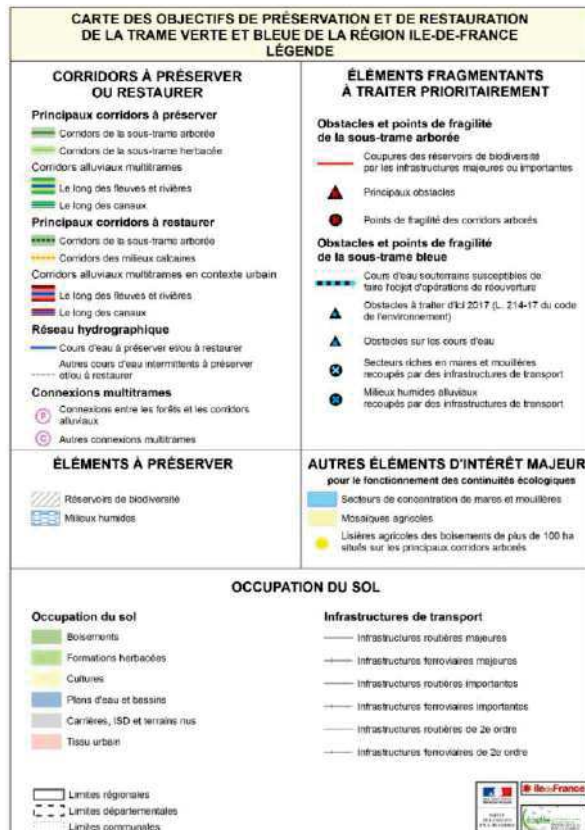 CARTE DES OBJECTIFS DE PRÉSERVATION ET DE RESTAURATION
DE LA TRAME VERTE ET BLEUE DE LA RÉGION ILE-DE-FRANCE
LÉGENDE
CORRIDORS À PRÉSERVER
OU RESTAURER
Principaux corridors à préserver
Corridors de la sous-trame arborée
Corridors de la sous-trame herbacée
Corridors alluviaux multitrames
Le long des fleuves et rivières
Le long des canaux
Principaux corridors à restaurer
Corridors de la sous-trame arborée
Corridors des milieux calcaires
Corridors alluviaux multitrames en contexte urbain
Le long des fleuves et rivières
Le long des canaux
Réseau hydrographique
Cours d'eau à préserver et/ou à restaurer
Autres cours d'eau intermittents à préserver
et/ou à restaurer
Connexions multitrames
F
Connexions entre les forêts et les corridors
alluviaux
C
Autres connexions multitrames
ÉLÉMENTS FRAGMENTANTS
À TRAITER PRIORITAIREMENT
Obstacles et points de fragilité
de la sous-trame arborée
Coupures des réservoirs de biodiversité
par les infrastructures majeures ou importantes
Principaux obstacles
Points de fragilité des corridors arborés
Obstacles et points de fragilité
de la sous-trame bleue
Cours d'eau souterrains susceptibles de
faire l'objet d'opérations de réouverture
Obstacles à traiter d'ici 2017 (L. 214-17 du code
de l'environnement)
Obstacles sur les cours d'eau
Secteurs riches en mares et mouillères
recoupés par des infrastructures de transport
Milieux humides alluviaux
recoupés par des infrastructures de transport
ÉLÉMENTS À PRÉSERVER
Réservoirs de biodiversité
Milieux humides
AUTRES ÉLÉMENTS D'INTÉRÊT MAJEUR
pour le fonctionnement des continuités écologiques
Secteurs de concentration de mares et mouillères
Mosaïques agricoles
Lisières agricoles des boisements de plus de 100 ha
situés sur les principaux corridors arborés
OCCUPATION DU SOL
Occupation du sol
Boisements
Formations herbacées
Cultures
Plans d'eau et bassins
Carrières, ISD et terrains nus
Tissu urbain
Infrastructures de transport
Infrastructures routières majeures
Infrastructures ferroviaires majeures
Infrastructures routières importantes
Infrastructures ferroviaires importantes
Infrastructures routières de 2e ordre
Infrastructures ferroviaires de 2e ordre
Limites régionales
Limites départementales
Limites communales
île de France